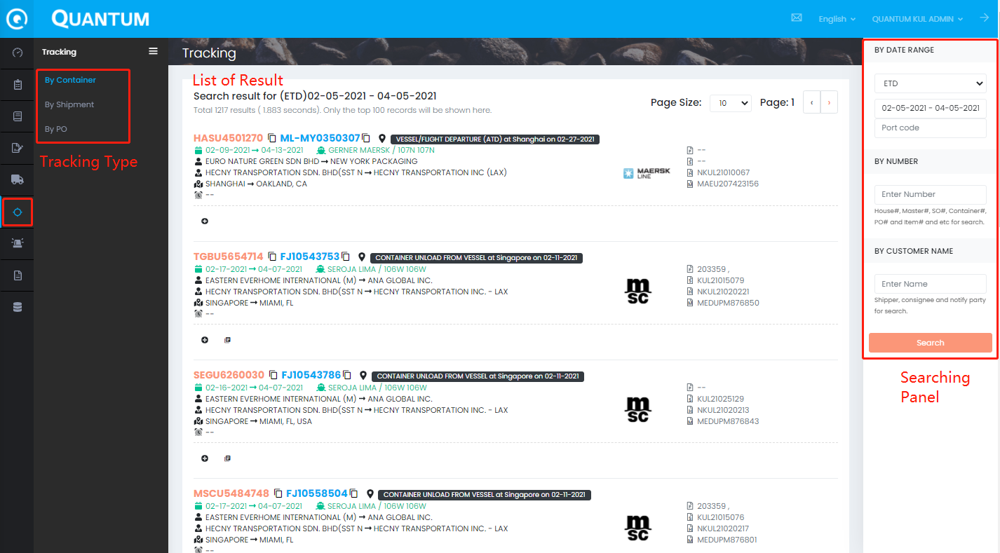 QUANTUM
English
QUANTUM KUL ADMIN
Tracking
By Container
By Shipment
By PO
Tracking Type
Tracking
List of Result
Search result for (ETD)02-05-2021 - 04-05-2021
Total 1217 results ( 1.883 seconds). Only the top 100 records will be shown here.
Page Size: 10 Page: 1 ‹ ›
HASU4501270 ML-MY0350307 VESSEL/FLIGHT DEPARTURE (ATD) at Shanghai on 02-27-2021
02-09-2021 → 04-13-2021 GERNER MAERSK / 107N 107N
EURO NATURE GREEN SDN BHD → NEW YORK PACKAGING
HECNY TRANSPORTATION SDN. BHD(SST N → HECNY TRANSPORTATION INC (LAX)
SHANGHAI → OAKLAND, CA
--
MAERSK
LINE
--
--
NKUL21010067
MAEU207423156
TGBU5654714 FJ10543753 CONTAINER UNLOAD FROM VESSEL at Singapore on 02-11-2021
02-17-2021 → 04-07-2021 SEROJA LIMA / 106W 106W
EASTERN EVERHOME INTERNATIONAL (M) → ANA GLOBAL INC.
HECNY TRANSPORTATION SDN. BHD(SST N → HECNY TRANSPORTATION INC. - LAX
SINGAPORE → MIAMI, FL
--
m
sc
203359 ,
KUL21015079
NKUL21020221
MEDUPM876850
SEGU6260030 FJ10543786 CONTAINER UNLOAD FROM VESSEL at Singapore on 02-11-2021
02-16-2021 → 04-07-2021 SEROJA LIMA / 106W 106W
EASTERN EVERHOME INTERNATIONAL (M) → ANA GLOBAL INC.
HECNY TRANSPORTATION SDN. BHD(SST N → HECNY TRANSPORTATION INC. - LAX
SINGAPORE → MIAMI, FL, USA
--
m
sc
--
KUL21025129
NKUL21020213
MEDUPM876843
MSCU5484748 FJ10558504 CONTAINER UNLOAD FROM VESSEL at Singapore on 02-11-2021
02-17-2021 → 04-07-2021 SEROJA LIMA / 106W 106W
EASTERN EVERHOME INTERNATIONAL (M) → ANA GLOBAL INC.
HECNY TRANSPORTATION SDN. BHD(SST N → HECNY TRANSPORTATION INC. - LAX
SINGAPORE → MIAMI, FL
--
m
sc
203359 ,
KUL21015076
NKUL21020217
MEDUPM876801
BY DATE RANGE
ETD
02-05-2021 - 04-05-2021
Port code
BY NUMBER
Enter Number
House#, Master#, SO#, Container#,
PO# and Item# and etc for search.
BY CUSTOMER NAME
Enter Name
Shipper, consignee and notify party
for search.
Search
Searching
Panel